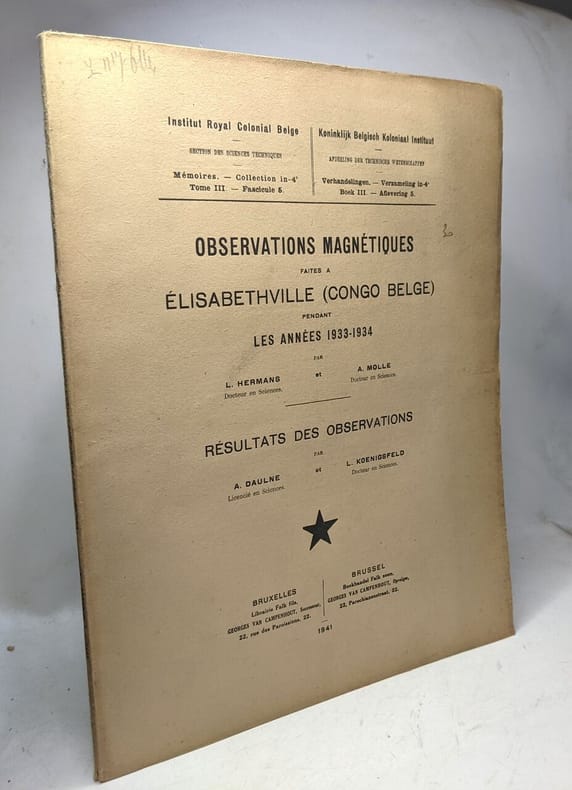 Institut Royal Colonial Belge
SECTION DES SCIENCES TECHNIQUES
Mémoires. — Collection in-4°
Tome III. — Fascicule 5.
Koninklijk Belgisch Koloniaal Instituut
AFDEELING DER TECHNISCHE WETENSCHAPPEN
Verhandelingen. — Verzameling in-4°
Boek III. — Aflevering 5.
OBSERVATIONS MAGNÉTIQUES
FAITES A
ÉLISABETHVILLE (CONGO BELGE)
PENDANT
LES ANNÉES 1933-1934
PAR
L. HERMANS
Docteur en Sciences.
et
A. MOLLE
Docteur en Sciences.
RÉSULTATS DES OBSERVATIONS
PAR
A. DAULNE
Licencié en Sciences.
et
L. KOENIGSFELD
Docteur en Sciences.
BRUXELLES
Librairie Falk fils,
GEORGES VAN CAMPENHOUT, Successeur,
22, rue des Paroissiens, 22.
BRUSSEL
Boekhandel Falk zoon,
GEORGES VAN CAMPENHOUT, Opvolger,
22, Parochianenstraat, 22.
1941